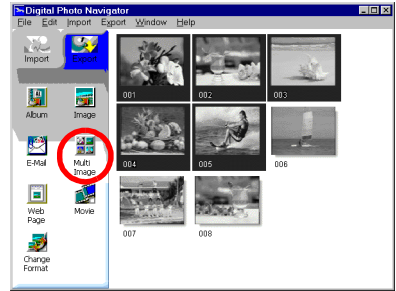 Digital Photo Navigator
File Edit Import Export Window Help
Import Export
Album Image
E-Mail Multi Image
Web Page Movie
Change Format
001 002 003
004 005 006
007 008